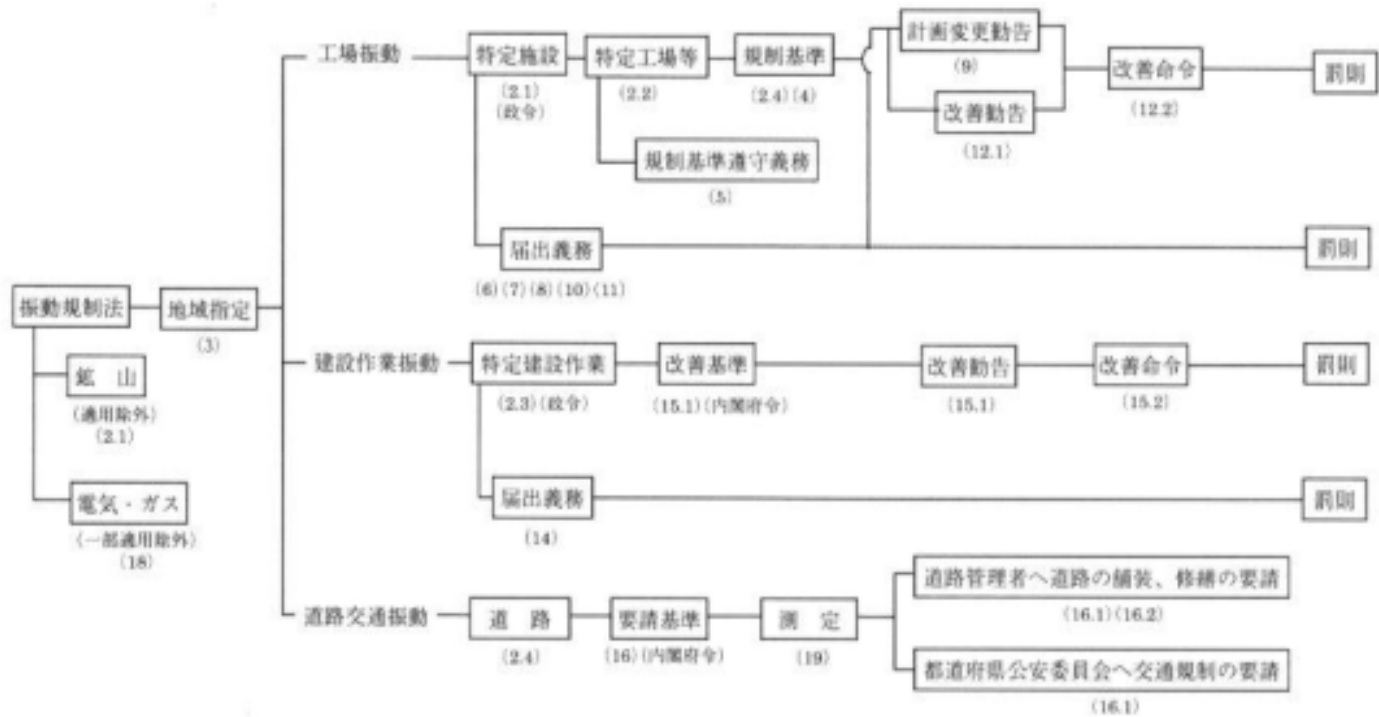 工場振動
特定施設
(2.1)
(政令)
特定工場等
(2.2)
規制基準
(2.4)(4)
計画変更勧告
(9)
改善勧告
(12.1)
改善命令
(12.2)
罰則
規制基準遵守義務
(5)
届出義務
(6)(7)(8)(10)(11)
罰則
振動規制法
地域指定
(3)
鉱 山
(適用除外)
(2.1)
電気・ガス
(一部適用除外)
(18)
建設作業振動
特定建設作業
(2.3)(政令)
改善基準
(15.1)(内閣府令)
改善勧告
(15.1)
改善命令
(15.2)
罰則
届出義務
(14)
罰則
道路交通振動
道 路
(2.4)
要請基準
(16)(内閣府令)
測 定
(19)
道路管理者へ道路の舗装、修繕の要請
(16.1)(16.2)
都道府県公安委員会へ交通規制の要請
(16.1)